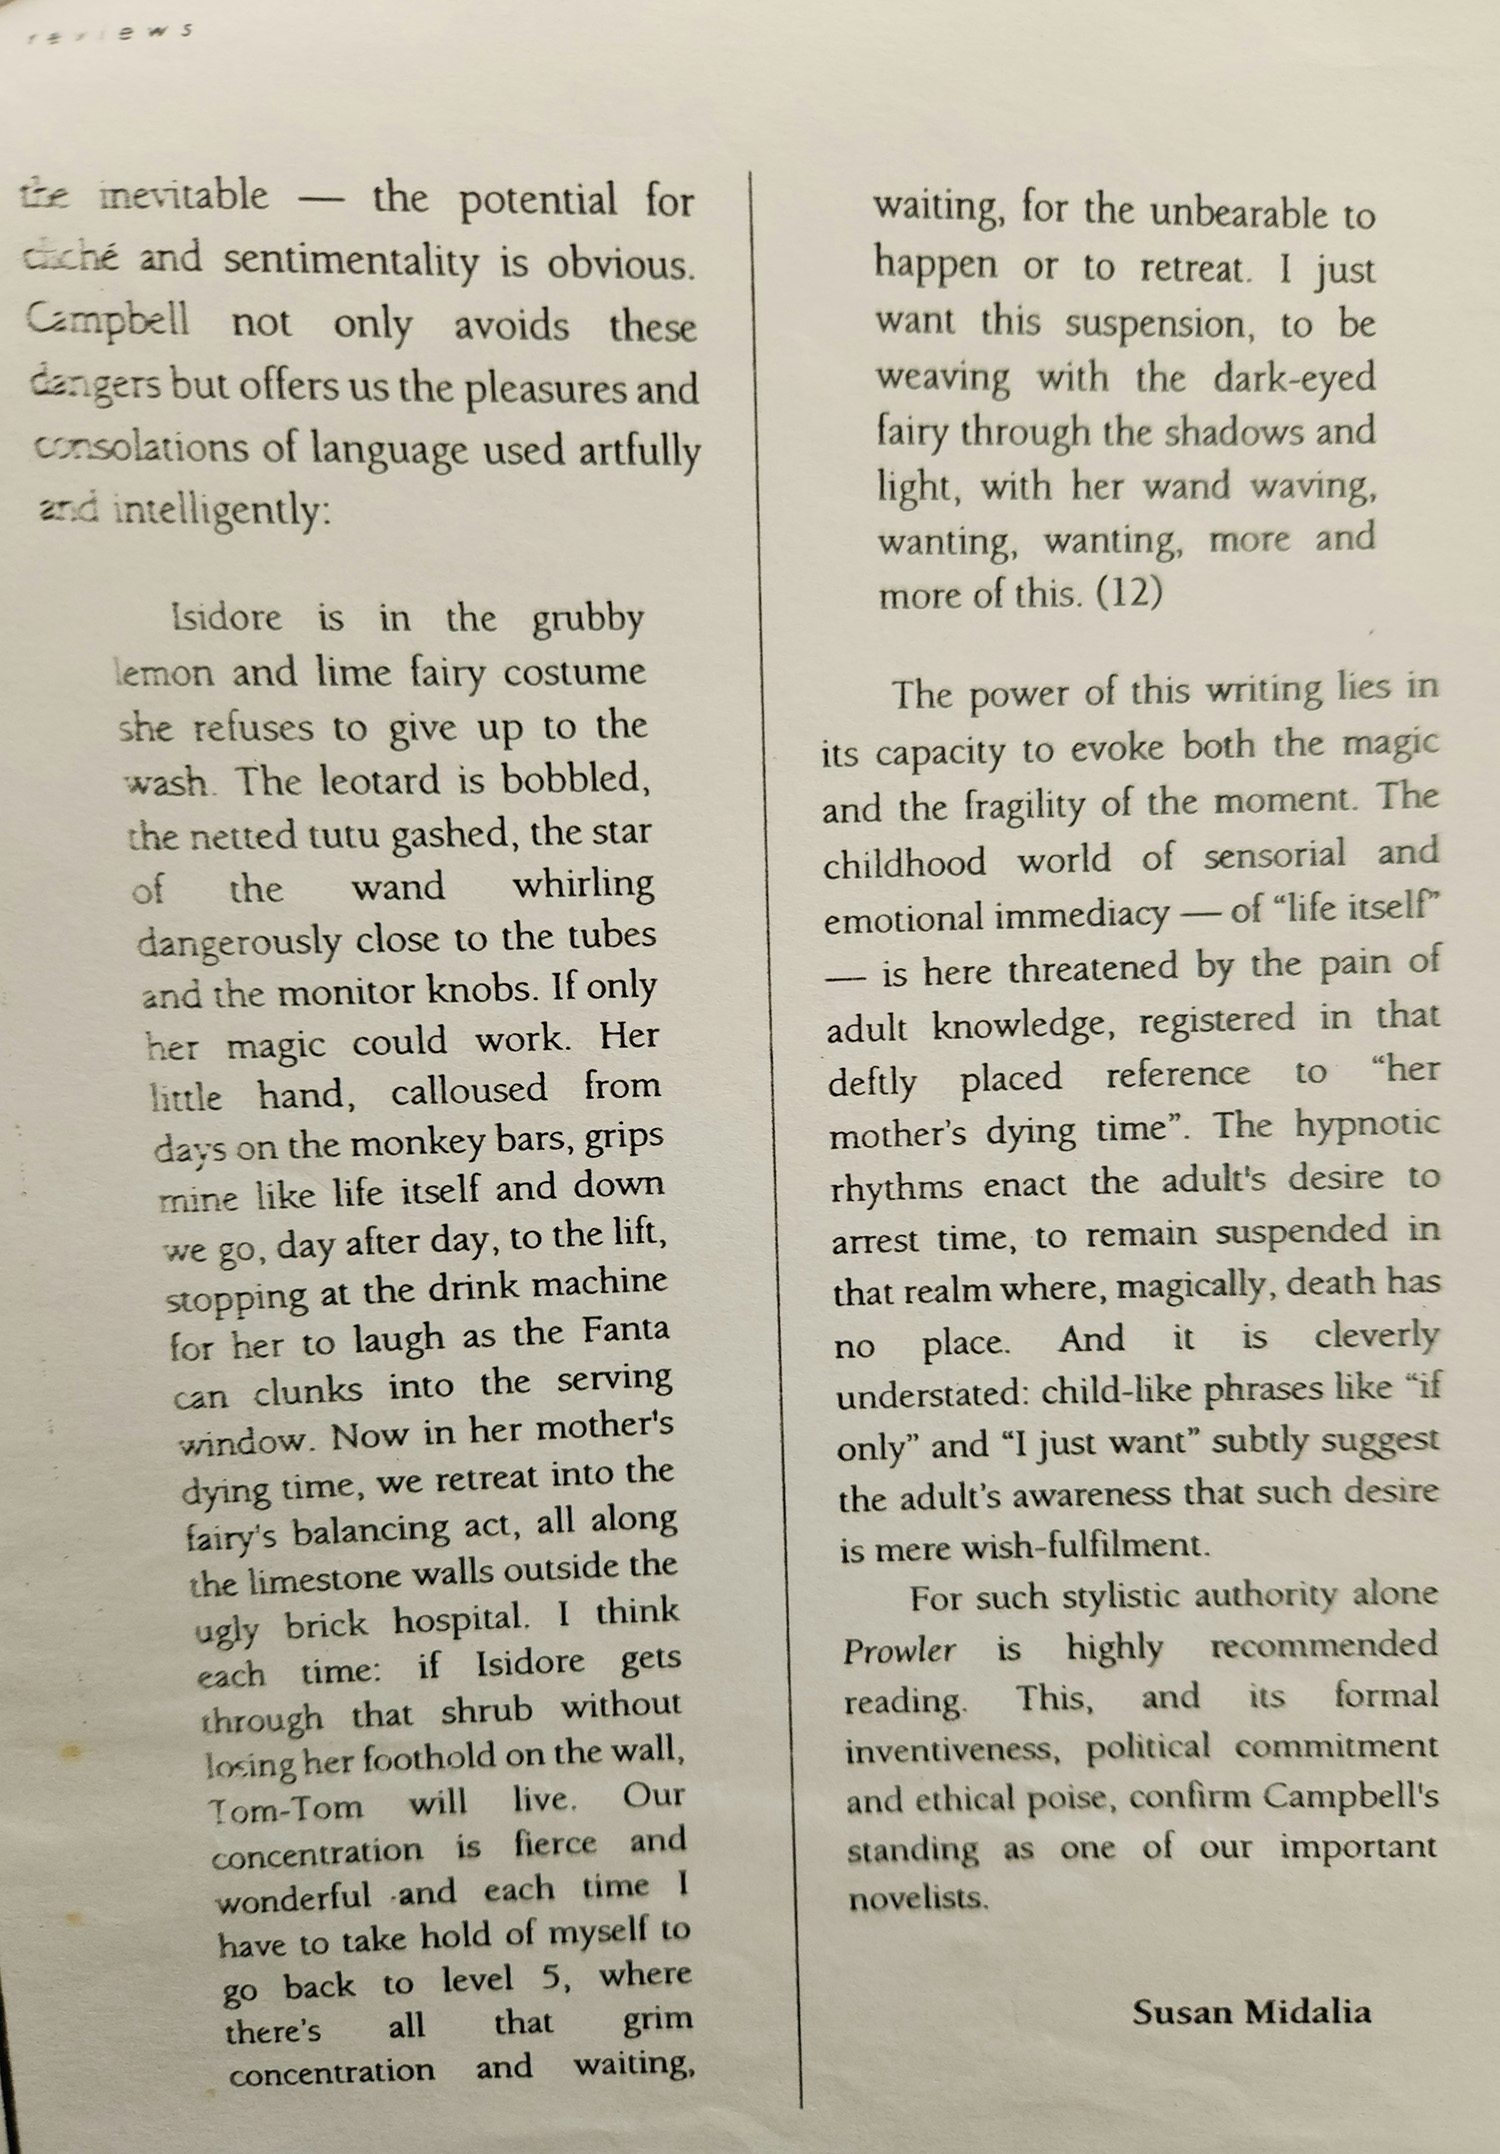 reviews
the inevitable — the potential for
cliché and sentimentality is obvious.
Campbell not only avoids these
dangers but offers us the pleasures and
consolations of language used artfully
and intelligently:
Isidore is in the grubby
lemon and lime fairy costume
she refuses to give up to the
wash. The leotard is bobbled,
the netted tutu gashed, the star
of the wand whirling
dangerously close to the tubes
and the monitor knobs. If only
her magic could work. Her
little hand, calloused from
days on the monkey bars, grips
mine like life itself and down
we go, day after day, to the lift,
stopping at the drink machine
for her to laugh as the Fanta
can clunks into the serving
window. Now in her mother's
dying time, we retreat into the
fairy's balancing act, all along
the limestone walls outside the
ugly brick hospital. I think
each time: if Isidore gets
through that shrub without
losing her foothold on the wall,
Tom-Tom will live. Our
concentration is fierce and
wonderful and each time I
have to take hold of myself to
go back to level 5, where
there's all that grim
concentration and waiting,
waiting, for the unbearable to
happen or to retreat. I just
want this suspension, to be
weaving with the dark-eyed
fairy through the shadows and
light, with her wand waving,
wanting, wanting, more and
more of this. (12)
The power of this writing lies in
its capacity to evoke both the magic
and the fragility of the moment. The
childhood world of sensorial and
emotional immediacy — of “life itself”
— is here threatened by the pain of
adult knowledge, registered in that
deftly placed reference to “her
mother’s dying time”. The hypnotic
rhythms enact the adult's desire to
arrest time, to remain suspended in
that realm where, magically, death has
no place. And it is cleverly
understated: child-like phrases like “if
only” and “I just want” subtly suggest
the adult’s awareness that such desire
is mere wish-fulfilment.
For such stylistic authority alone
Prowler is highly recommended
reading. This, and its formal
inventiveness, political commitment
and ethical poise, confirm Campbell's
standing as one of our important
novelists.
Susan Midalia